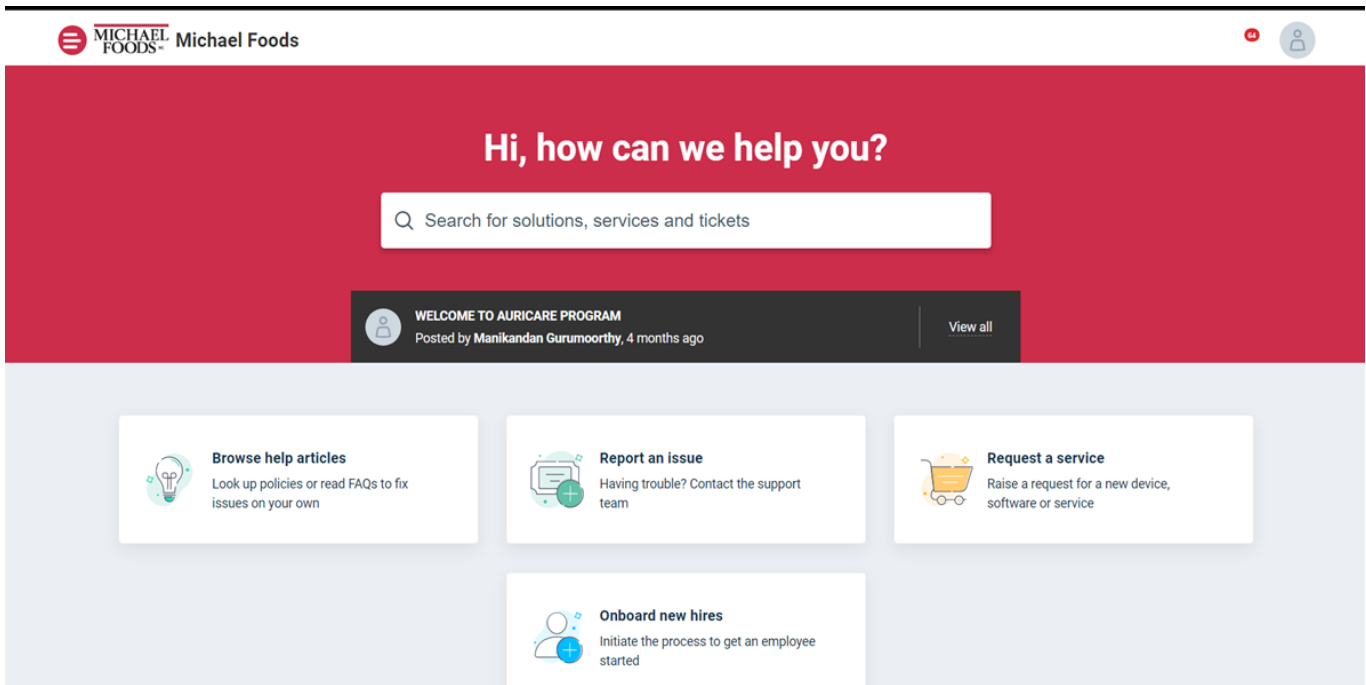 MICHAEL
FOODS INC
Michael Foods
64
Hi, how can we help you?
Search for solutions, services and tickets
WELCOME TO AURICARE PROGRAM
Posted by Manikandan Gurumoorthy, 4 months ago
View all
Browse help articles
Look up policies or read FAQs to fix
issues on your own
Report an issue
Having trouble? Contact the support
team
Request a service
Raise a request for a new device,
software or service
Onboard new hires
Initiate the process to get an employee
started